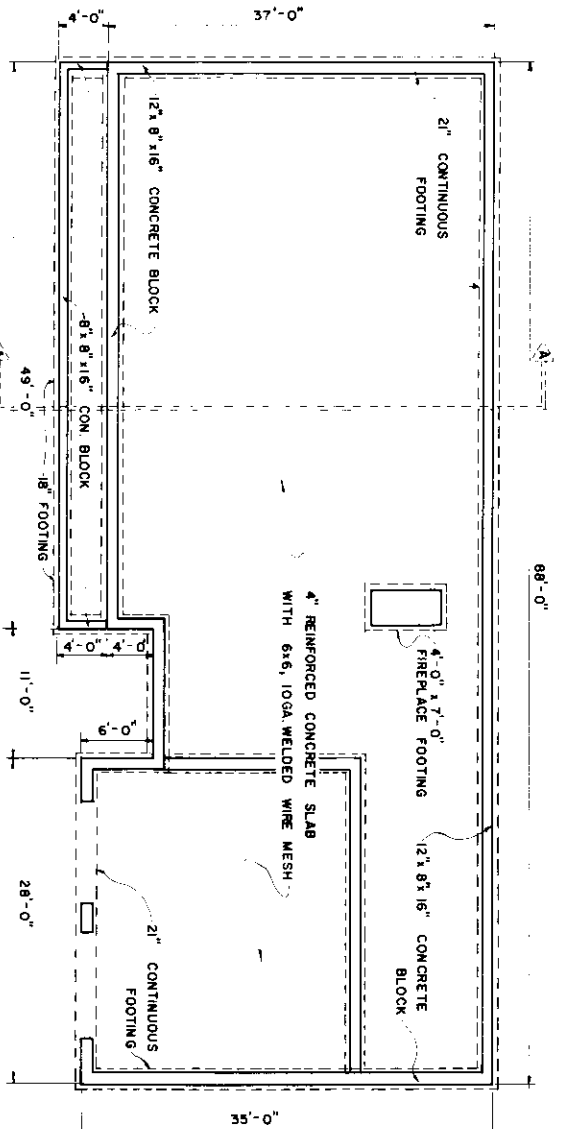 4'-0"
37'-0"
12"x 8"x16" CONCRETE BLOCK
21" CONTINUOUS
FOOTING
8"x 8"x16" CON. BLOCK
49'-0"
18" FOOTING
A
88'-0"
4'-0" x 7'-0"
FIREPLACE FOOTING
4" REINFORCED CONCRETE SLAB
WITH 6x6, 10GA. WELDED WIRE MESH
4'-0"
4'-0"
11'-0"
6'-0"
12"x 8"x 16" CONCRETE
BLOCK
21" CONTINUOUS
FOOTING
28'-0"
35'-0"